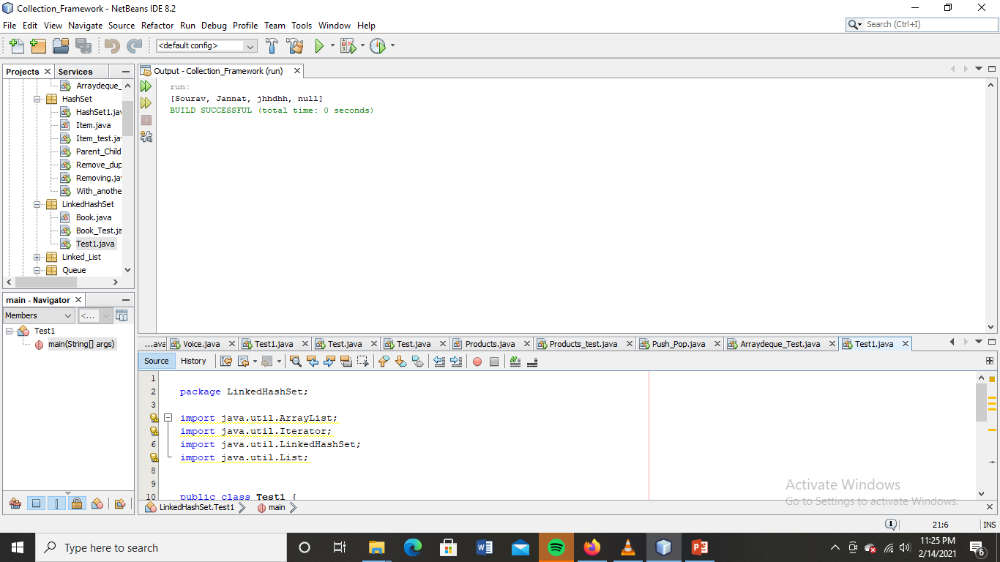 Collection_Framework - NetBeans IDE 8.2
File Edit View Navigate Source Refactor Run Debug Profile Team Tools Window Help
Search (Ctrl+I)
<default config>
Projects Services
Arraydeque_
HashSet
HashSet1.jav
Item.java
Item_test.jav
Parent_Child
Remove_dup
Removing.jav
With_anothe
LinkedHashSet
Book.java
Book_Test.ja
Test1.java
Linked_List
Queue
main - Navigator
Members <...
Test1
main(String[] args)
Output - Collection_Framework (run)
run:
[Sourav, Jannat, jhhdhh, null]
BUILD SUCCESSFUL (total time: 0 seconds)
...ava Voice.java Test1.java Test.java Test.java Products.java Products_test.java Push_Pop.java Arraydeque_Test.java Test1.java
Source History
1
2 package LinkedHashSet;
3
import java.util.ArrayList;
import java.util.Iterator;
6 import java.util.LinkedHashSet;
import java.util.List;
8
9
10 public class Test1 {
LinkedHashSet.Test1 main
Activate Windows
Go to Settings to activate Windows.
1 21:6 INS
Type here to search
11:25 PM
2/14/2021
6